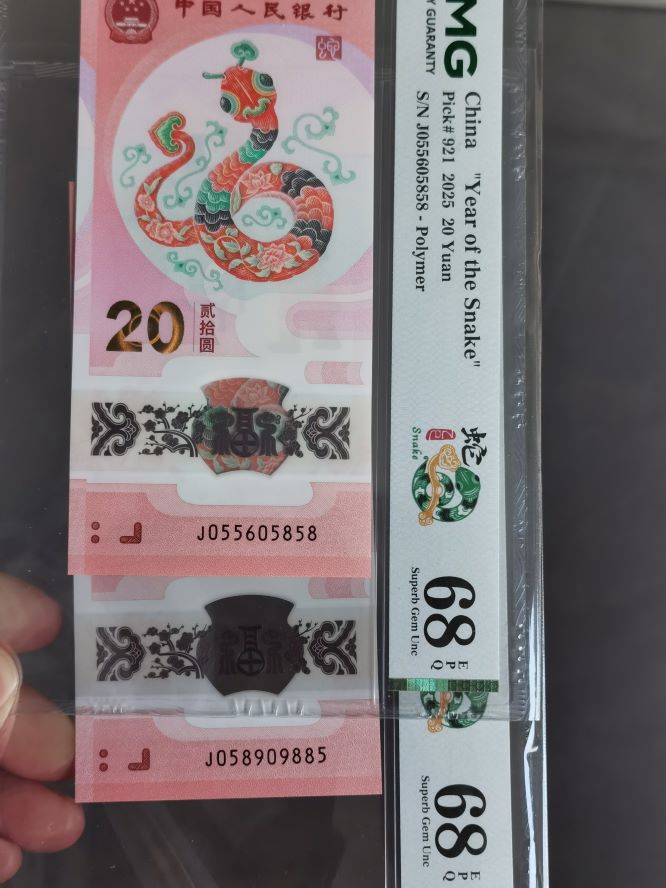 中国人民银行
20
贰拾圆
福
J055605858
福
J058909885
MG
Y GUARANTY
China "Year of the Snake"
Pick# 921 2025 20 Yuan
S/N J055605858 - Polymer
蛇
Snake
68
EPQ
Superb Gem Unc
68
EPQ
Superb Gem Unc